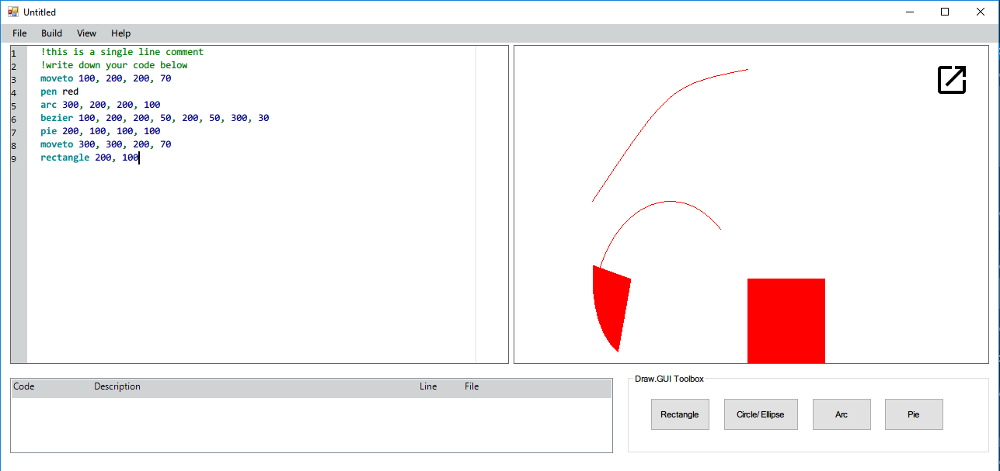 Untitled
File Build View Help
1 !this is a single line comment
2 !write down your code below
3 moveto 100, 200, 200, 70
4 pen red
5 arc 300, 200, 200, 100
6 bezier 100, 200, 200, 50, 200, 50, 300, 30
7 pie 200, 100, 100, 100
8 moveto 300, 300, 200, 70
9 rectangle 200, 100
Code Description Line File
Draw.GUI Toolbox
Rectangle Circle/ Ellipse Arc Pie